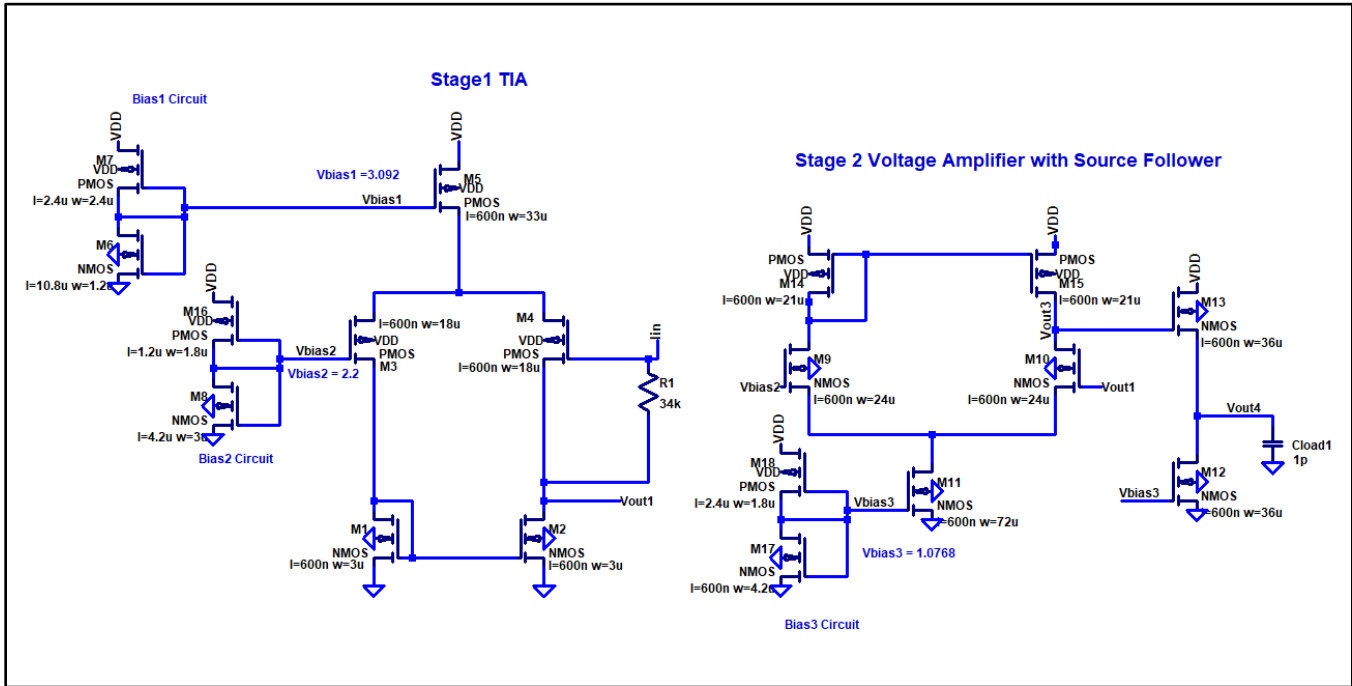 Stage1 TIA
Bias1 Circuit
VDD
M7
VDD
PMOS
l=2.4u w=2.4u
M6
NMOS
l=10.8u w=1.2u
Vbias1 =3.092
Vbias1
VDD
M5
VDD
PMOS
l=600n w=33u
VDD
M16
VDD
PMOS
l=1.2u w=1.8u
M8
NMOS
l=4.2u w=3u
Bias2 Circuit
Vbias2
Vbias2 = 2.2
l=600n w=18u
VDD
PMOS
M3
M4
VDD
PMOS
l=600n w=18u
Iin
R1
34k
Vout1
M1
NMOS
l=600n w=3u
M2
NMOS
l=600n w=3u
Stage 2 Voltage Amplifier with Source Follower
VDD
PMOS
VDD
M14
l=600n w=21u
VDD
PMOS
VDD
M15
l=600n w=21u
Vout3
VDD
M13
NMOS
l=600n w=36u
Vbias2
M9
NMOS
l=600n w=24u
M10
NMOS
l=600n w=24u
Vout1
Vout4
Cload1
1p
VDD
M18
VDD
PMOS
l=2.4u w=1.8u
Vbias3
M11
NMOS
l=600n w=72u
Vbias3
M12
NMOS
l=600n w=36u
M17
NMOS
l=600n w=4.2u
Vbias3 = 1.0768
Bias3 Circuit